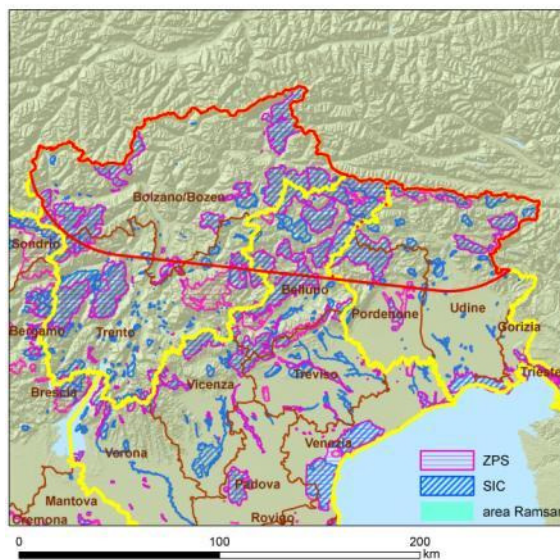 Bolzano/Bozen
Sondrio
Belluno
Udine
Pordenone
Bergamo
Trento
Gorizia
Trieste
Treviso
Vicenza
Brescia
Venezia
Verona
Padova
Mantova
Rovigo
Cremona
ZPS
SIC
area Ramsar
0 100 200
km